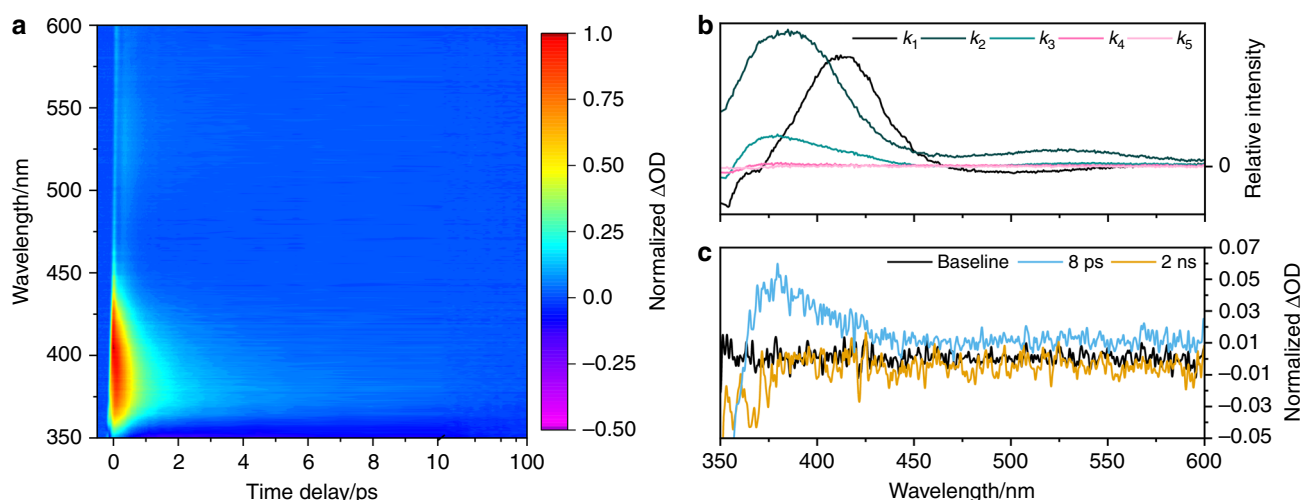 a
600
550
500
450
400
350
Wavelength/nm
0 2 4 6 8 10 100
Time delay/ps
1.0
0.75
0.50
0.25
0.0
−0.25
−0.50
Normalized ΔOD
b
k1 k2 k3 k4 k5
0
Relative intensity
c
Baseline 8 ps 2 ns
0.07
0.05
0.03
0.01
−0.01
−0.03
−0.05
Normalized ΔOD
350 400 450 500 550 600
Wavelength/nm